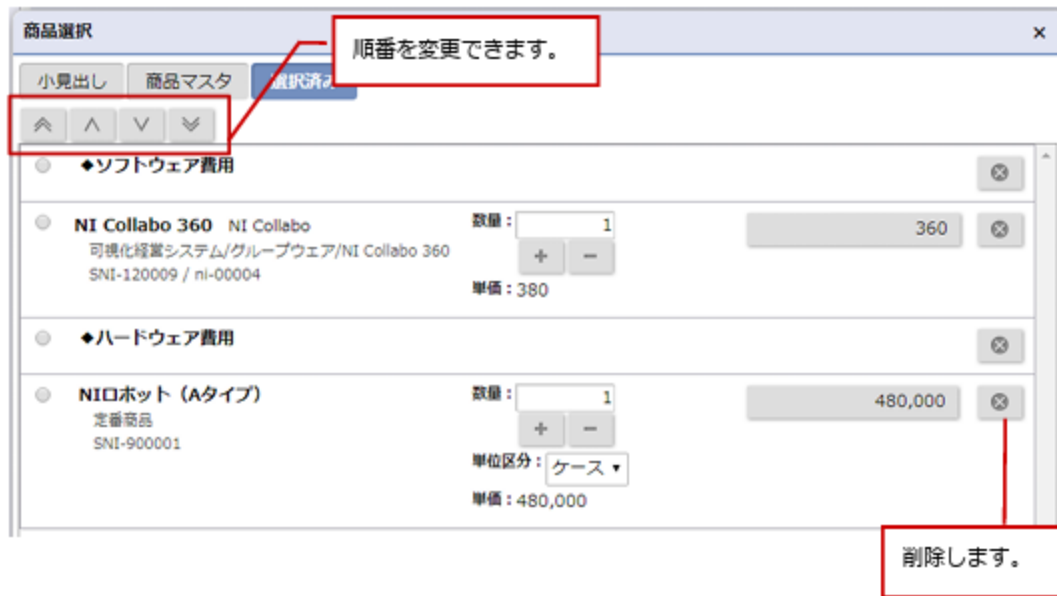 商品選択
×
順番を変更できます。
小見出し
商品マスタ
選択済み
◆ソフトウェア費用
NI Collabo 360 NI Collabo
可視化経営システム/グループウェア/NI Collabo 360
SNI-120009 / ni-00004
数量: 1
+ −
単価: 380
360
◆ハードウェア費用
NIロボット (Aタイプ)
定番商品
SNI-900001
数量: 1
+ −
単位区分: ケース
単価: 480,000
480,000
削除します。